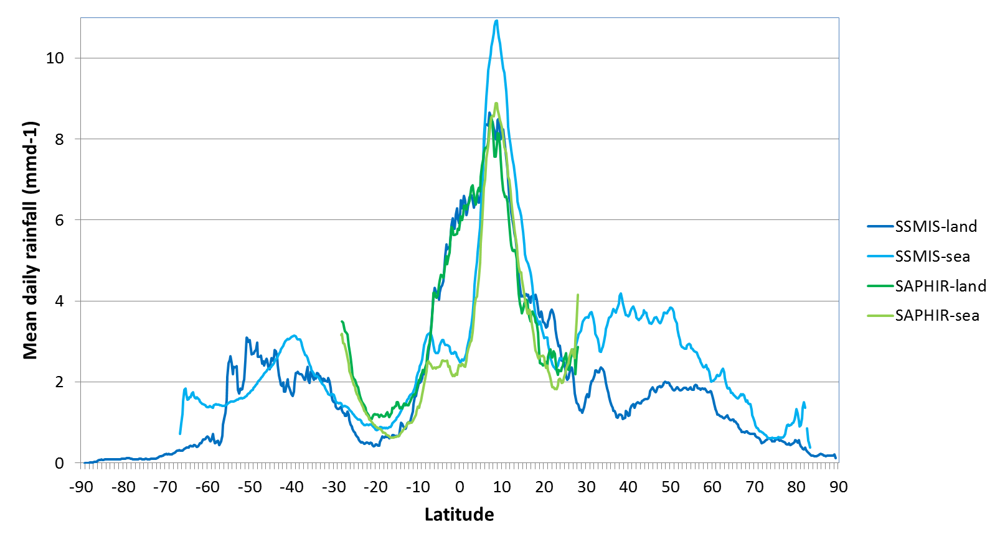 Mean daily rainfall (mmd-1)
10
8
6
4
2
0
-90 -80 -70 -60 -50 -40 -30 -20 -10 0 10 20 30 40 50 60 70 80 90
Latitude
SSMIS-land
SSMIS-sea
SAPHIR-land
SAPHIR-sea